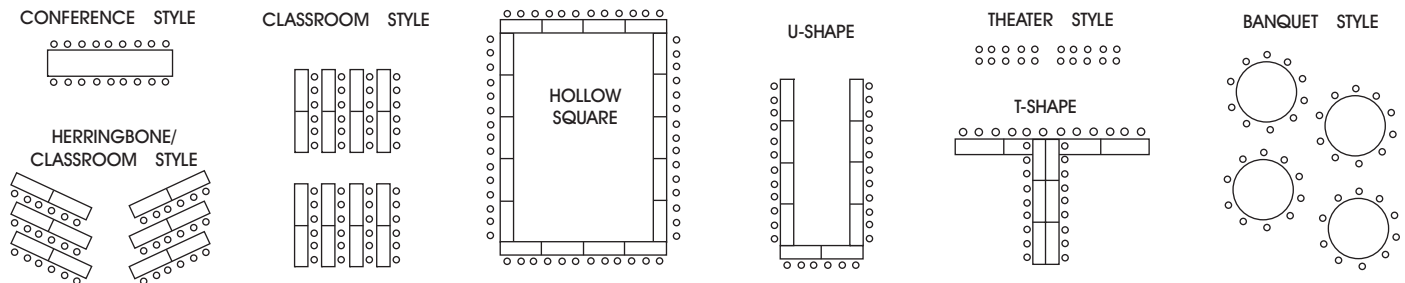 CONFERENCE STYLE
HERRINGBONE/
CLASSROOM STYLE
CLASSROOM STYLE
HOLLOW
SQUARE
U-SHAPE
THEATER STYLE
T-SHAPE
BANQUET STYLE